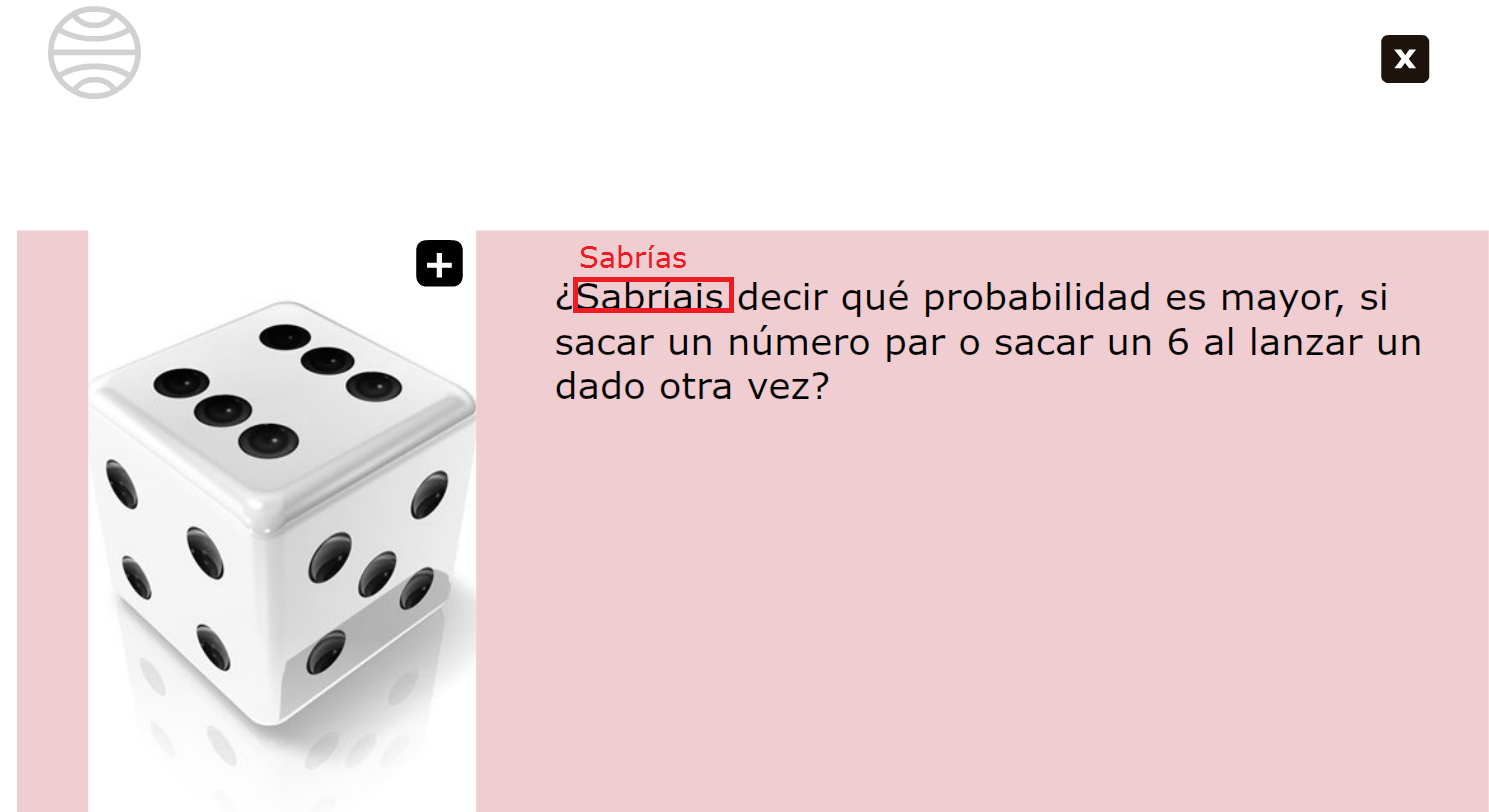 x
+
Sabrías
¿Sabríais decir qué probabilidad es mayor, si
sacar un número par o sacar un 6 al lanzar un
dado otra vez?